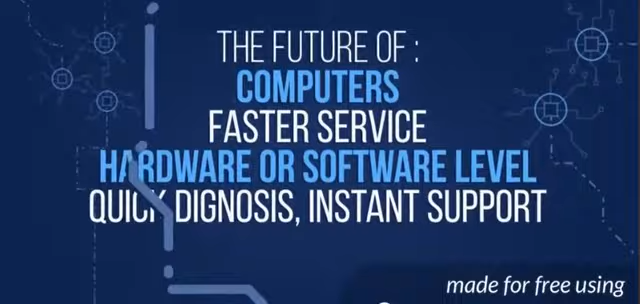 THE FUTURE OF :
COMPUTERS
FASTER SERVICE
HARDWARE OR SOFTWARE LEVEL
QUICK DIGNOSIS, INSTANT SUPPORT
made for free using